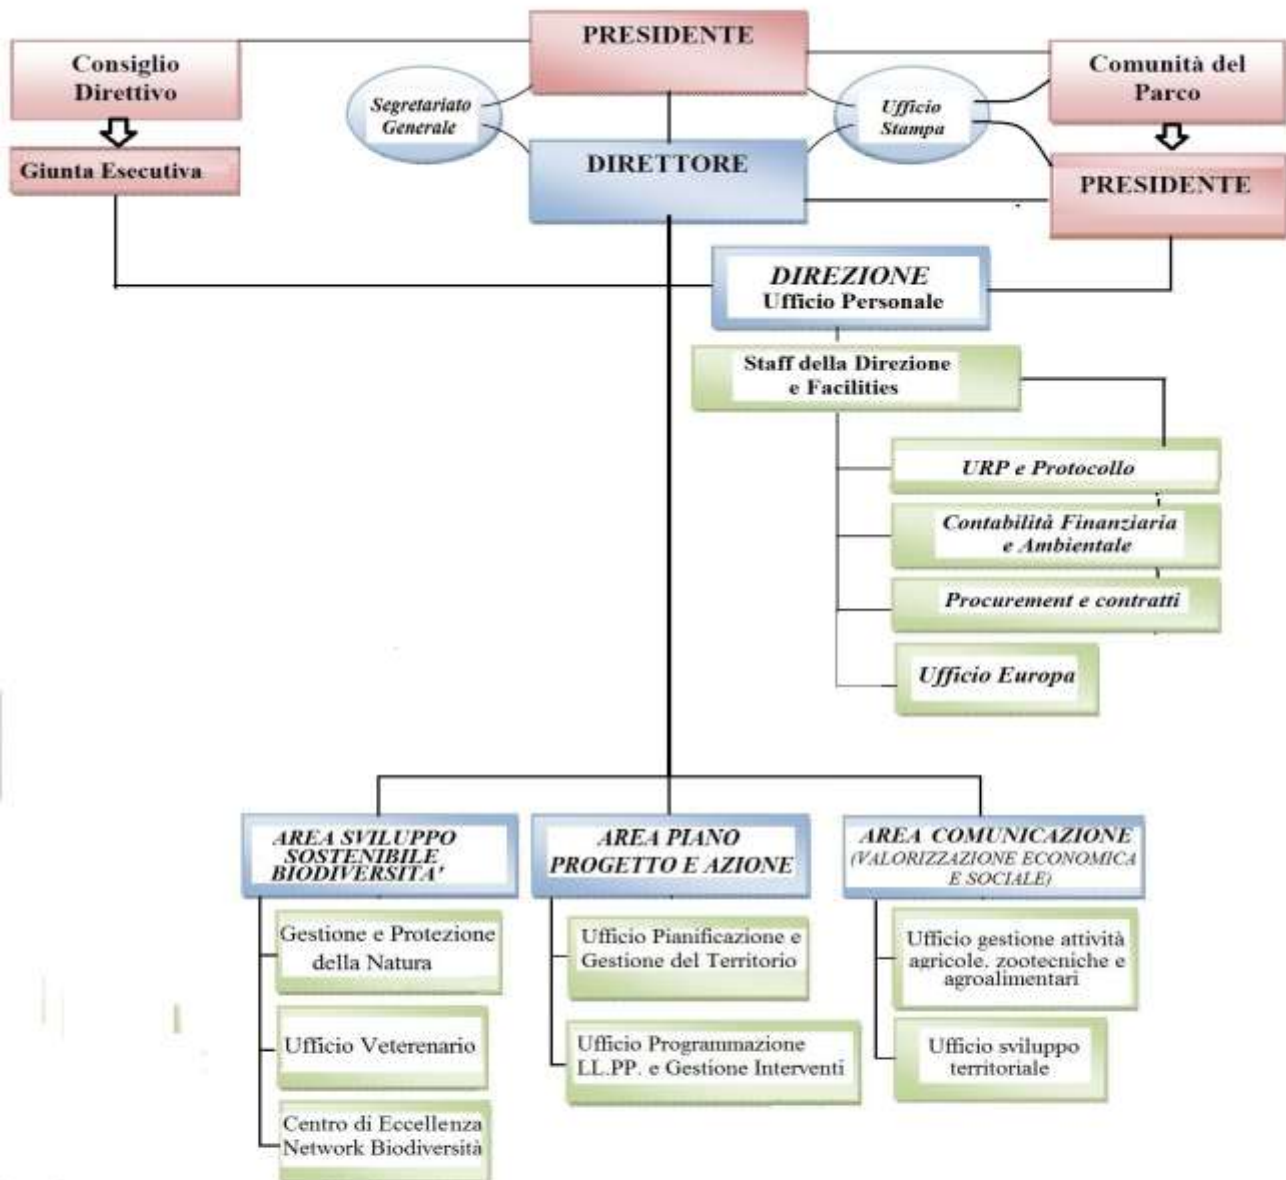 PRESIDENTE
Consiglio
Direttivo
Segretariato
Generale
Ufficio
Stampa
Comunità del
Parco
Giunta Esecutiva
DIRETTORE
PRESIDENTE
DIREZIONE
Ufficio Personale
Staff della Direzione
e Facilities
URP e Protocollo
Contabilità Finanziaria
e Ambientale
Procurement e contratti
Ufficio Europa
AREA SVILUPPO
SOSTENIBILE
BIODIVERSITA'
Gestione e Protezione
della Natura
Ufficio Veterenario
Centro di Eccellenza
Network Biodiversità
AREA PIANO
PROGETTO E AZIONE
Ufficio Pianificazione e
Gestione del Territorio
Ufficio Programmazione
LL.PP. e Gestione Interventi
AREA COMUNICAZIONE
(VALORIZZAZIONE ECONOMICA
E SOCIALE)
Ufficio gestione attività
agricole, zootecniche e
agroalimentari
Ufficio sviluppo
territoriale